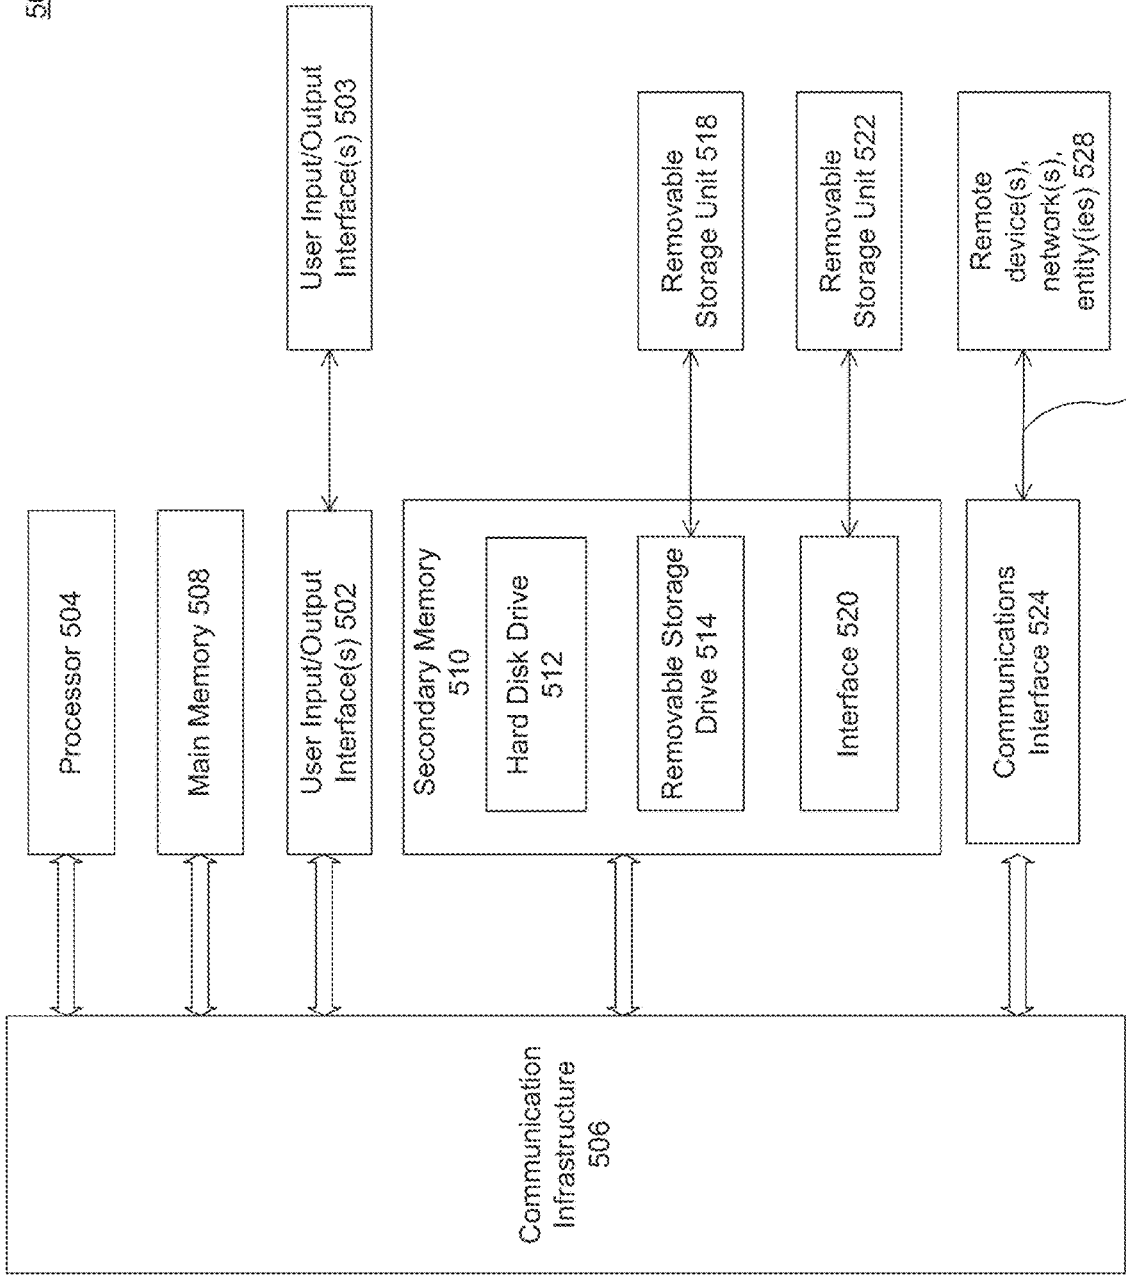 Processor 504
Main Memory 508
User Input/Output
Interface(s) 502
User Input/Output
Interface(s) 503
Secondary Memory
510
Hard Disk Drive
512
Removable Storage
Drive 514
Removable
Storage Unit 518
Interface 520
Removable
Storage Unit 522
Communications
Interface 524
Remote
device(s),
network(s),
entity(ies) 528
Communication
Infrastructure
506